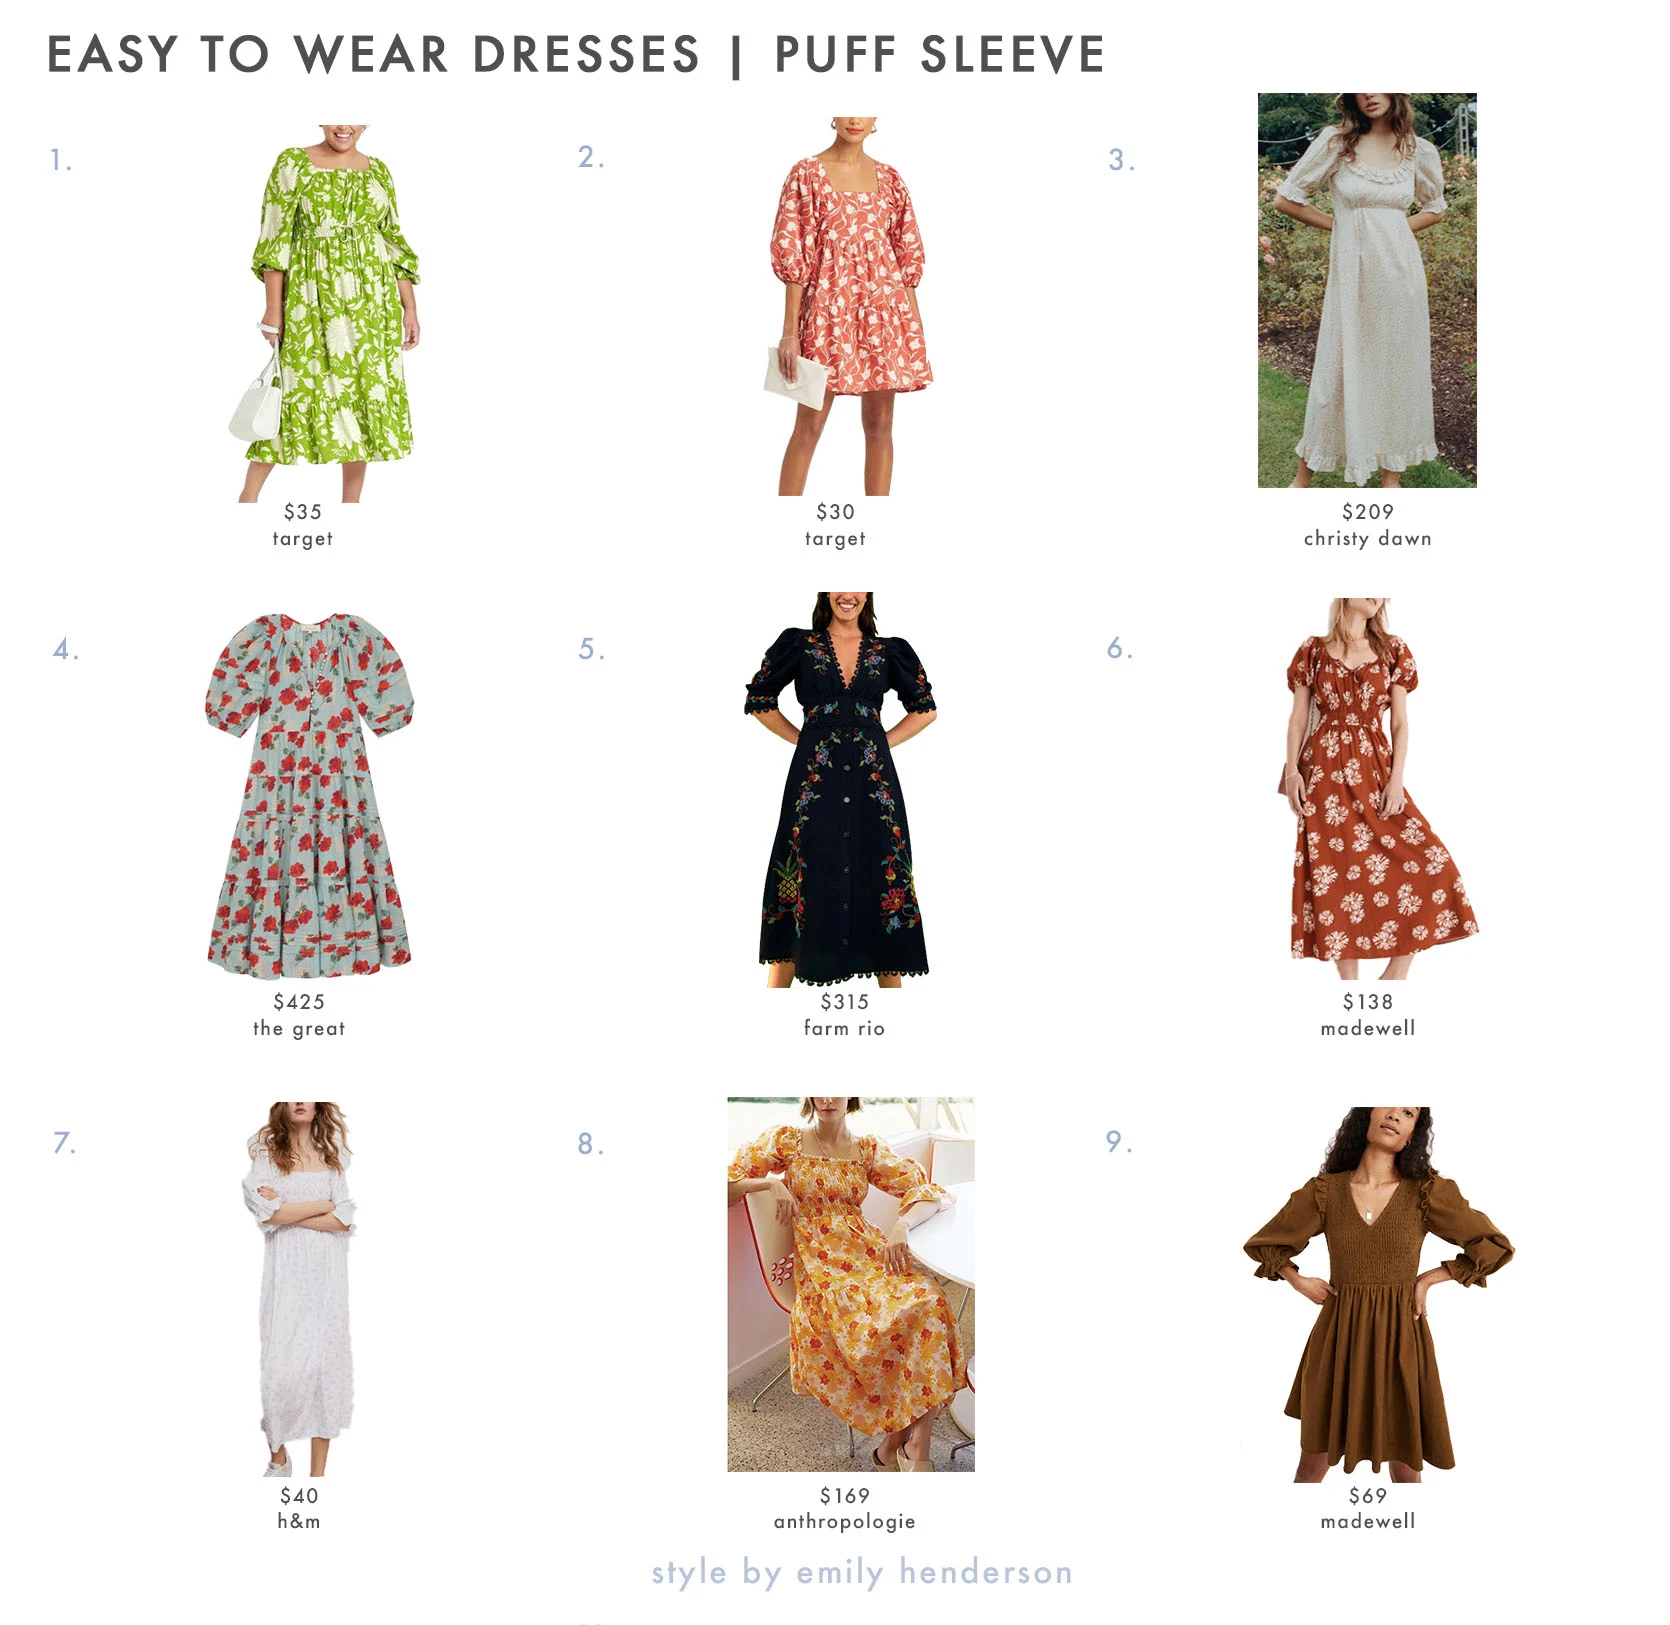 EASY TO WEAR DRESSES | PUFF SLEEVE
1.
2.
3.
$35
target
$30
target
$209
christy dawn
4.
5.
6.
$425
the great
$315
farm rio
$138
madewell
7.
8.
9.
$40
h&m
$169
anthropologie
$69
madewell
style by emily henderson